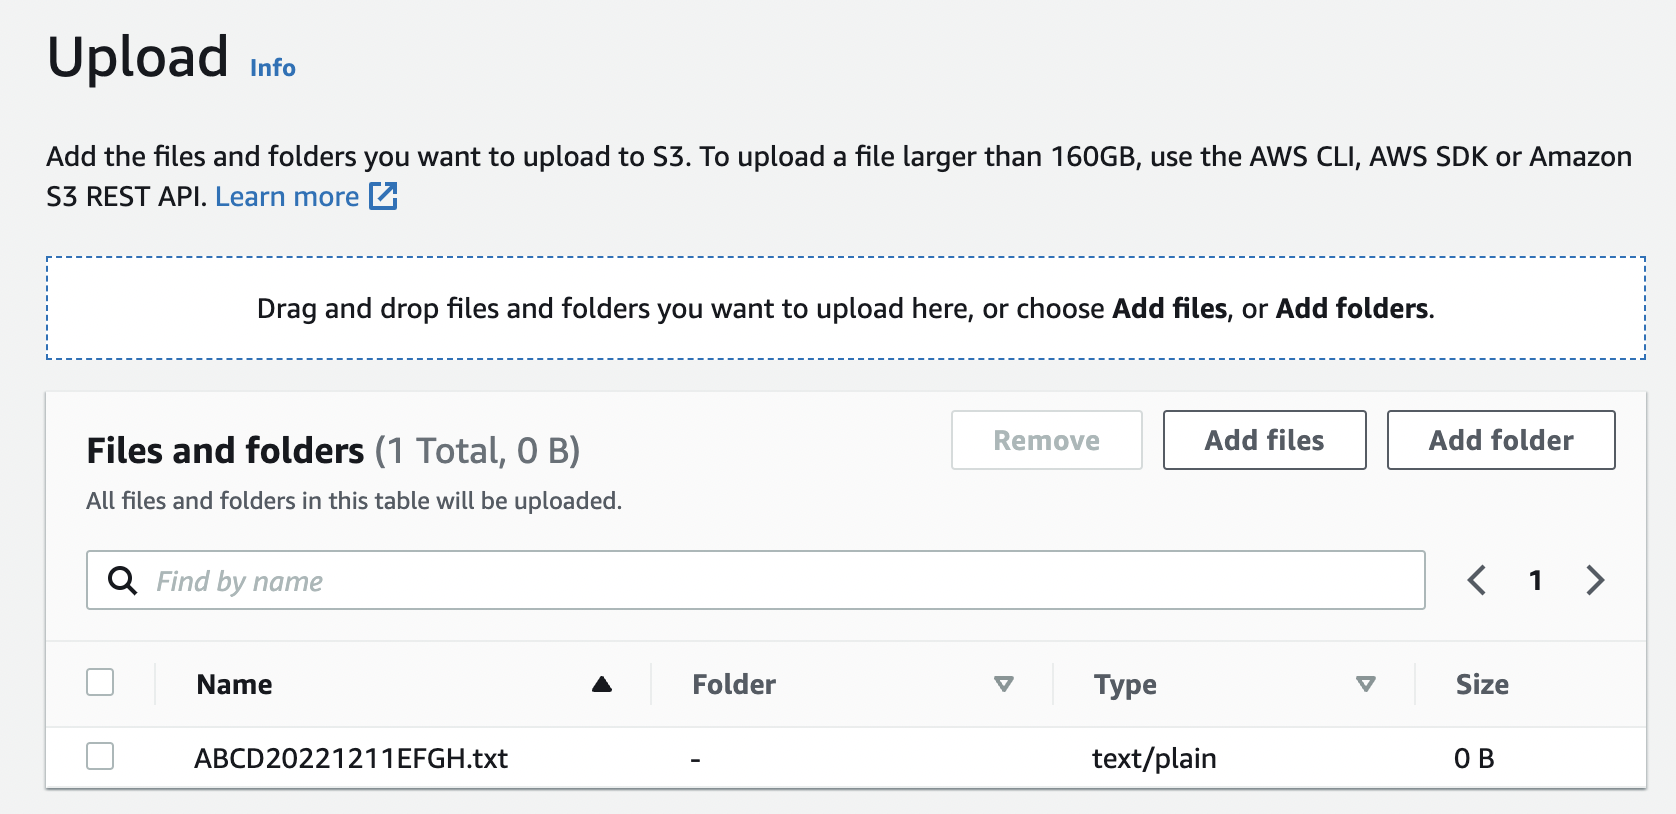 Upload Info
Add the files and folders you want to upload to S3. To upload a file larger than 160GB, use the AWS CLI, AWS SDK or Amazon
S3 REST API. Learn more
Drag and drop files and folders you want to upload here, or choose Add files, or Add folders.
Files and folders (1 Total, 0 B)
Remove Add files Add folder
All files and folders in this table will be uploaded.
Find by name 1
Name Folder Type Size
ABCD20221211EFGH.txt - text/plain 0 B